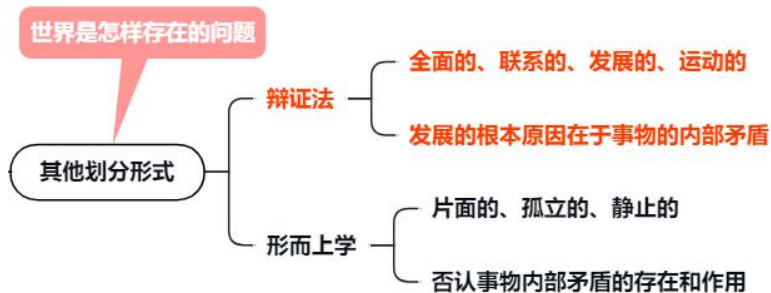 世界是怎样存在的问题
其他划分形式
辩证法
全面的、联系的、发展的、运动的
发展的根本原因在于事物的内部矛盾
形而上学
片面的、孤立的、静止的
否认事物内部矛盾的存在和作用